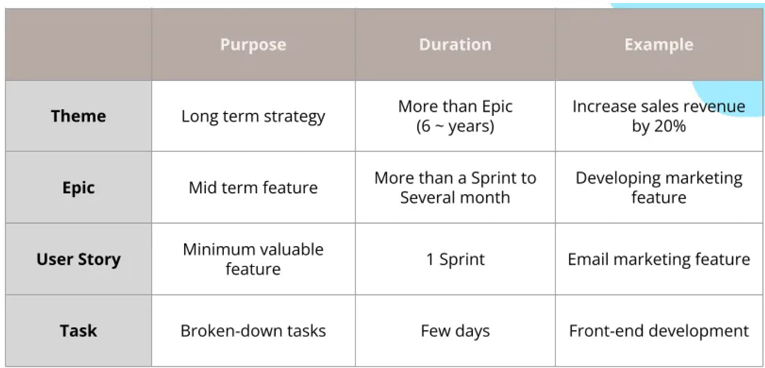 Purpose Duration Example
Theme Long term strategy More than Epic (6 ~ years) Increase sales revenue by 20%
Epic Mid term feature More than a Sprint to Several month Developing marketing feature
User Story Minimum valuable feature 1 Sprint Email marketing feature
Task Broken-down tasks Few days Front-end development